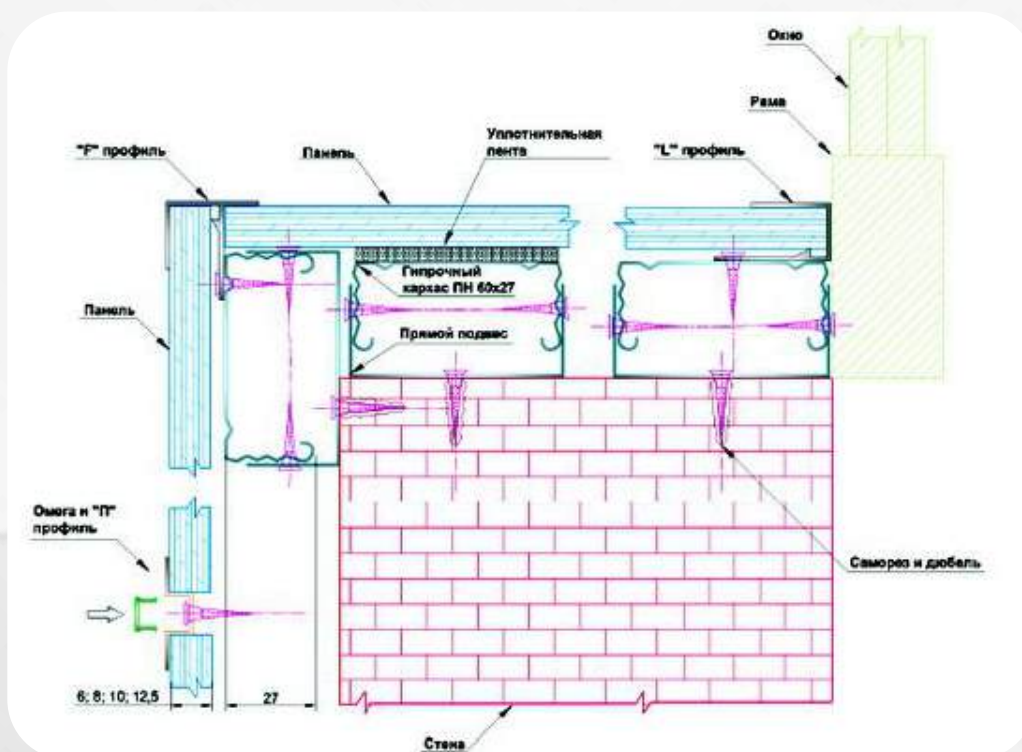 Окно
Рама
Уплотнительная
лента
"F" профиль
Панель
"L" профиль
Гипрочный
каркас ПН 60х27
Панель
Прямой подвес
Омега и "П"
профиль
Саморез и дюбель
6; 8; 10; 12,5
27
Стена